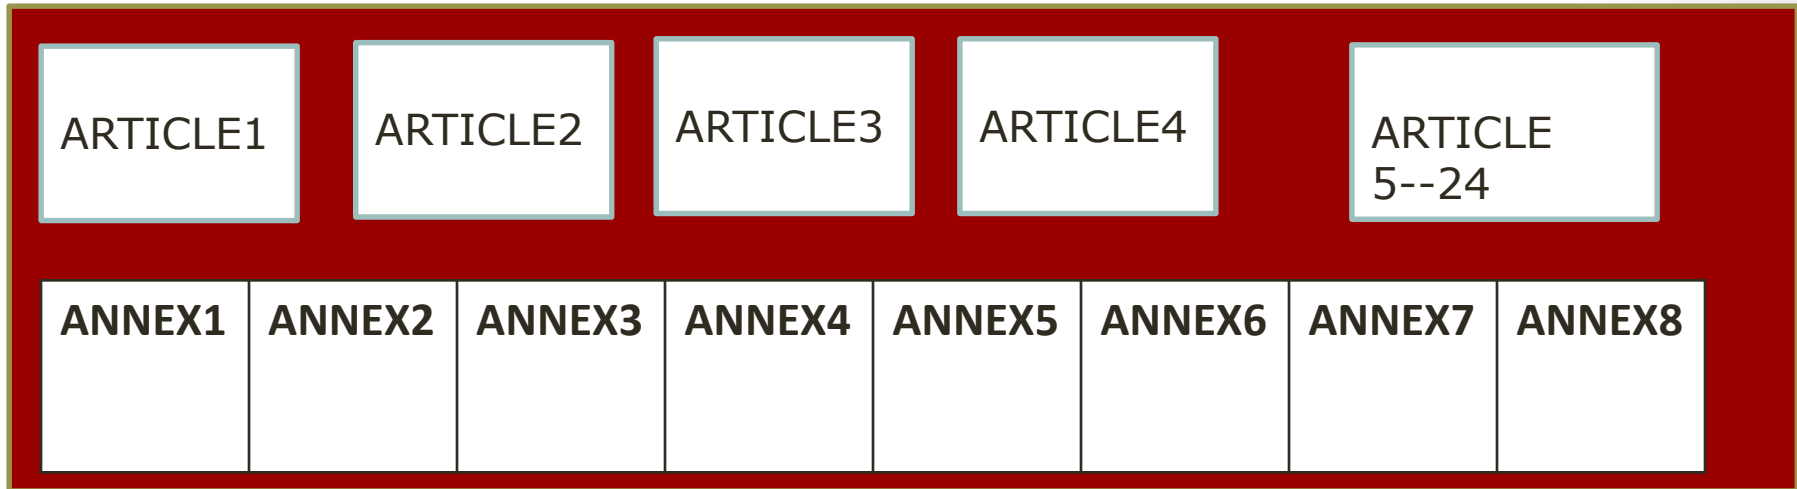 ARTICLE1
ARTICLE2
ARTICLE3
ARTICLE4
ARTICLE
5--24
ANNEX1
ANNEX2
ANNEX3
ANNEX4
ANNEX5
ANNEX6
ANNEX7
ANNEX8